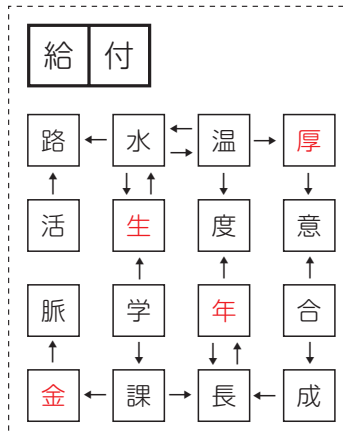 給付
路水温厚
活生度意
脈学年合
金課長成